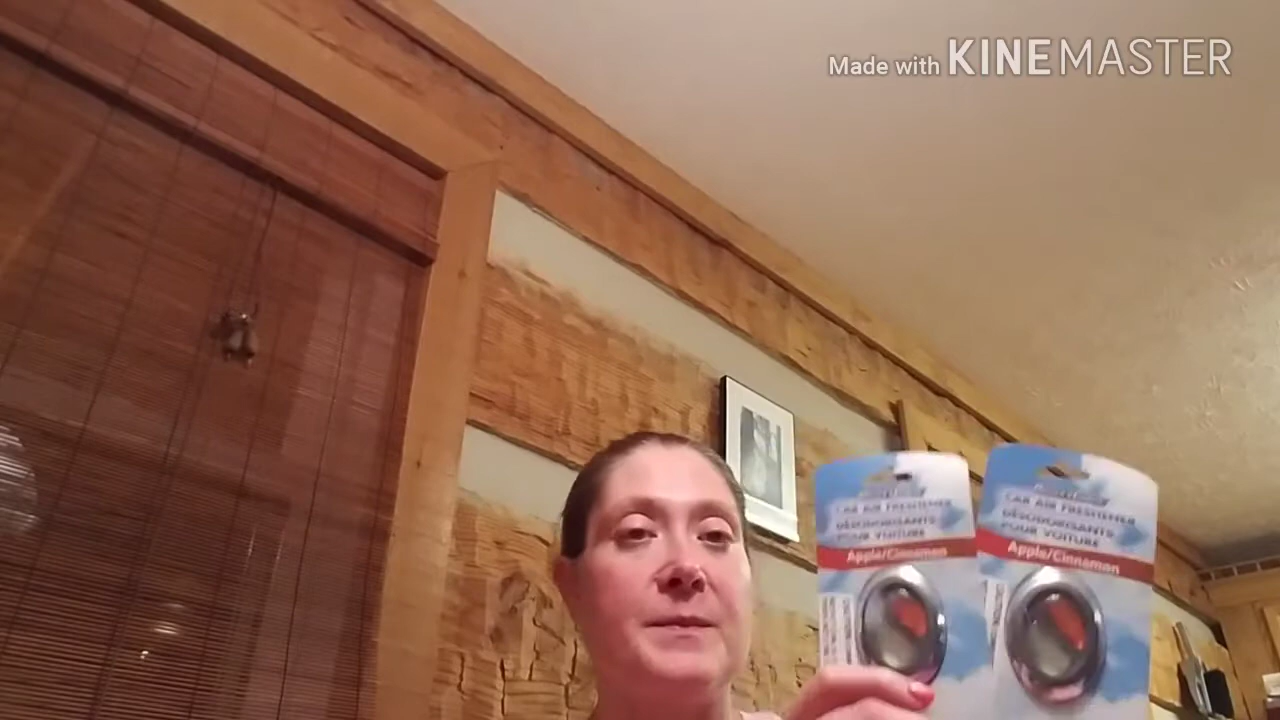 Made with KINEMASTER
CAR AIR FRESHENER
DÉSODORISANTS
POUR VOITURE
Apple/Cinnamon
CAR AIR FRESHENER
DÉSODORISANTS
POUR VOITURE
Apple/Cinnamon